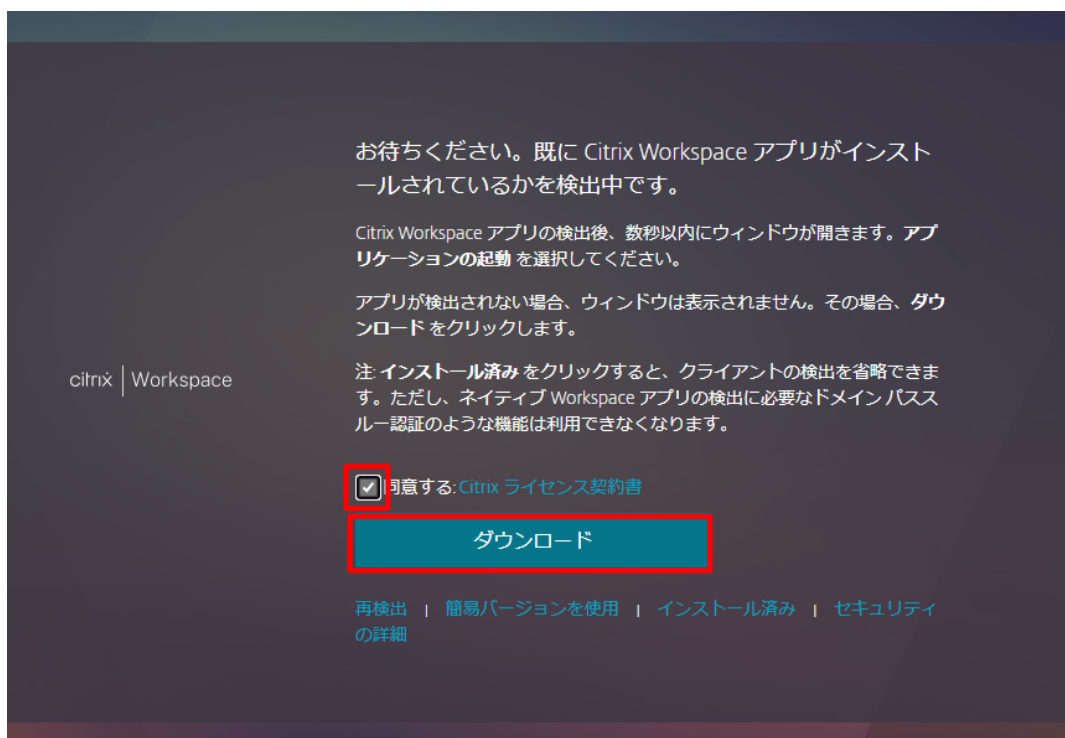 お待ちください。既に Citrix Workspace アプリがインスト
ールされているかを検出中です。
Citrix Workspace アプリの検出後、数秒以内にウィンドウが開きます。アプ
リケーションの起動 を選択してください。
アプリが検出されない場合、ウィンドウは表示されません。その場合、ダウ
ンロード をクリックします。
citrix | Workspace
注: インストール済み をクリックすると、クライアントの検出を省略できま
す。ただし、ネイティブ Workspace アプリの検出に必要なドメイン パスス
ルー認証のような機能は利用できなくなります。
同意する: Citrix ライセンス契約書
ダウンロード
再検出 | 簡易バージョンを使用 | インストール済み | セキュリティ
の詳細